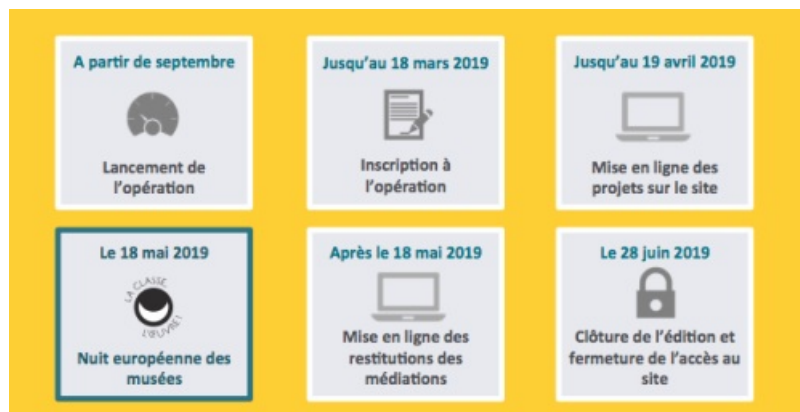 A partir de septembre
Lancement de
l'opération
Jusqu'au 18 mars 2019
Inscription à
l'opération
Jusqu'au 19 avril 2019
Mise en ligne des
projets sur le site
Le 18 mai 2019
LA CLASSE,
L'ŒUVRE!
Nuit européenne des
musées
Après le 18 mai 2019
Mise en ligne des
restitutions des
médiations
Le 28 juin 2019
Clôture de l'édition et
fermeture de l'accès au
site